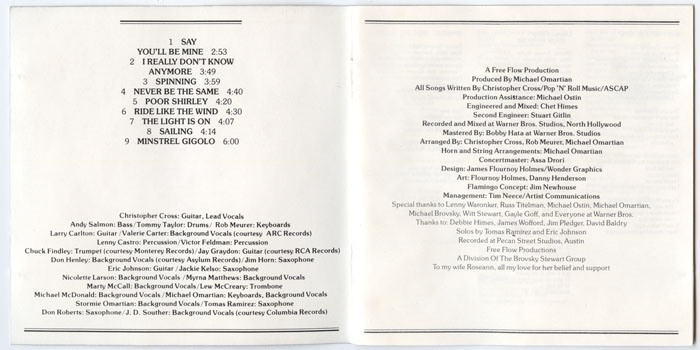 1 SAY
YOU'LL BE MINE 2:53
2 I REALLY DON'T KNOW
ANYMORE 3:49
3 SPINNING 3:59
4 NEVER BE THE SAME 4:40
5 POOR SHIRLEY 4:20
6 RIDE LIKE THE WIND 4:30
7 THE LIGHT IS ON 4:07
8 SAILING 4:14
9 MINSTREL GIGOLO 6:00
Christopher Cross: Guitar, Lead Vocals
Andy Salmon: Bass/Tommy Taylor: Drums/ Rob Meurer: Keyboards
Larry Carlton: Guitar/Valerie Carter: Background Vocals (courtesy ARC Records)
Lenny Castro: Percussion/Victor Feldman: Percussion
Chuck Findley: Trumpet (courtesy Monterey Records)/Jay Graydon: Guitar (courtesy RCA Records)
Don Henley: Background Vocals (courtesy Asylum Records)/Jim Horn: Saxophone
Eric Johnson: Guitar/Jackie Kelso: Saxophone
Nicolette Larson: Background Vocals/Myrna Matthews: Background Vocals
Marty McCall: Background Vocals/Lew McCreary: Trombone
Michael McDonald: Background Vocals/Michael Omartian: Keyboards, Background Vocals
Stormie Omartian: Background Vocals/Tomas Ramirez: Saxophone
Don Roberts: Saxophone/J. D. Souther: Background Vocals (courtesy Columbia Records)
A Free Flow Production
Produced By Michael Omartian
All Songs Written By Christopher Cross/Pop 'N' Roll Music/ASCAP
Production Assistance: Michael Ostin
Engineered and Mixed: Chet Himes
Second Engineer: Stuart Gitlin
Recorded and Mixed at Warner Bros. Studios, North Hollywood
Mastered By: Bobby Hata at Warner Bros. Studios
Arranged By: Christopher Cross, Rob Meurer, Michael Omartian
Horn and String Arrangements: Michael Omartian
Concertmaster: Assa Drori
Design: James Flournoy Holmes/Wonder Graphics
Art: Flournoy Holmes, Danny Henderson
Flamingo Concept: Jim Newhouse
Management: Tim Neece/Artist Communications
Special thanks to Lenny Waronker, Russ Titelman, Michael Ostin, Michael Omartian,
Michael Brovsky, Witt Stewart, Gayle Goff, and Everyone at Warner Bros.
Thanks to: Debbie Himes, James Wofford, Jim Pledger, David Baldry
Solos by Tomas Ramirez and Eric Johnson
Recorded at Pecan Street Studios, Austin
Free Flow Productions
A Division Of The Brovsky Stewart Group
To my wife Roseann, all my love for her belief and support